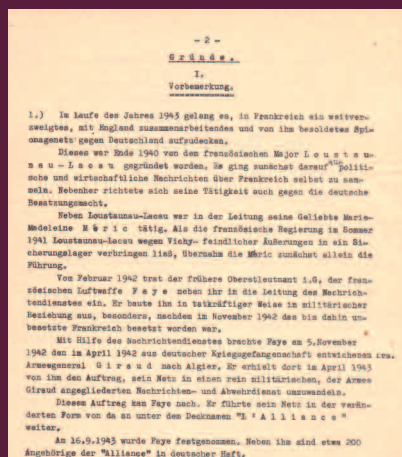 - 2 -
G r ü n d e .
I.
Vorbemerkung.
1.) Im Laufe des Jahres 1943 gelang es, in Frankreich ein weitver-
zweigtes, mit England zusammenarbeitendes und von ihm besoldetes Spi-
onagenetz gegen Deutschland aufzudecken.
Dieses war Ende 1940 von dem französischen Major L o u s t a u-
n a u - L a c a u gegründet worden. Es ging zunächst darauf aus politi-
sche und wirtschaftliche Nachrichten über Frankreich selbst zu sam-
meln. Nebenher richtete sich seine Tätigkeit auch gegen die deutsche
Besatzungsmacht.
Neben Loustaunau-Lacau war in der Leitung seine Geliebte Marie-
Madeleine M é r i c tätig. Als die französische Regierung im Sommer
1941 Loustaunau-Lacau wegen Vichy- feindlicher Äußerungen in ein Si-
cherungslager verbringen ließ, übernahm die Méric zunächst allein die
Führung.
Vom Februar 1942 trat der frühere Oberstleutnant i.G. der fran-
zösischen Luftwaffe F a y e neben ihr in die Leitung des Nachrich-
tendienstes ein. Er baute ihn in tatkräftiger Weise in militärischer
Beziehung aus, besonders, nachdem im November 1942 das bis dahin un-
besetzte Frankreich besetzt worden war.
Mit Hilfe des Nachrichtendienstes brachte Faye am 5.November
1942 den im April 1942 aus deutscher Kriegsgefangenschaft entwichenen frz.
Armeegeneral G i r a u d nach Algier. Er erhielt dort im April 1943
von ihm den Auftrag, sein Netz in einen rein militärischen, der Armee
Giraud angegliederten Nachrichten- und Abwehrdienst umzuwandeln.
Diesem Auftrag kam Faye nach. Er führte sein Netz in der verän-
derten Form von da an unter dem Decknamen "L ' A l l i a n c e "
weiter.
Am 16.9.1943 wurde Faye festgenommen. Neben ihm sind etwa 200
Angehörige der "Alliance" in deutscher Haft.